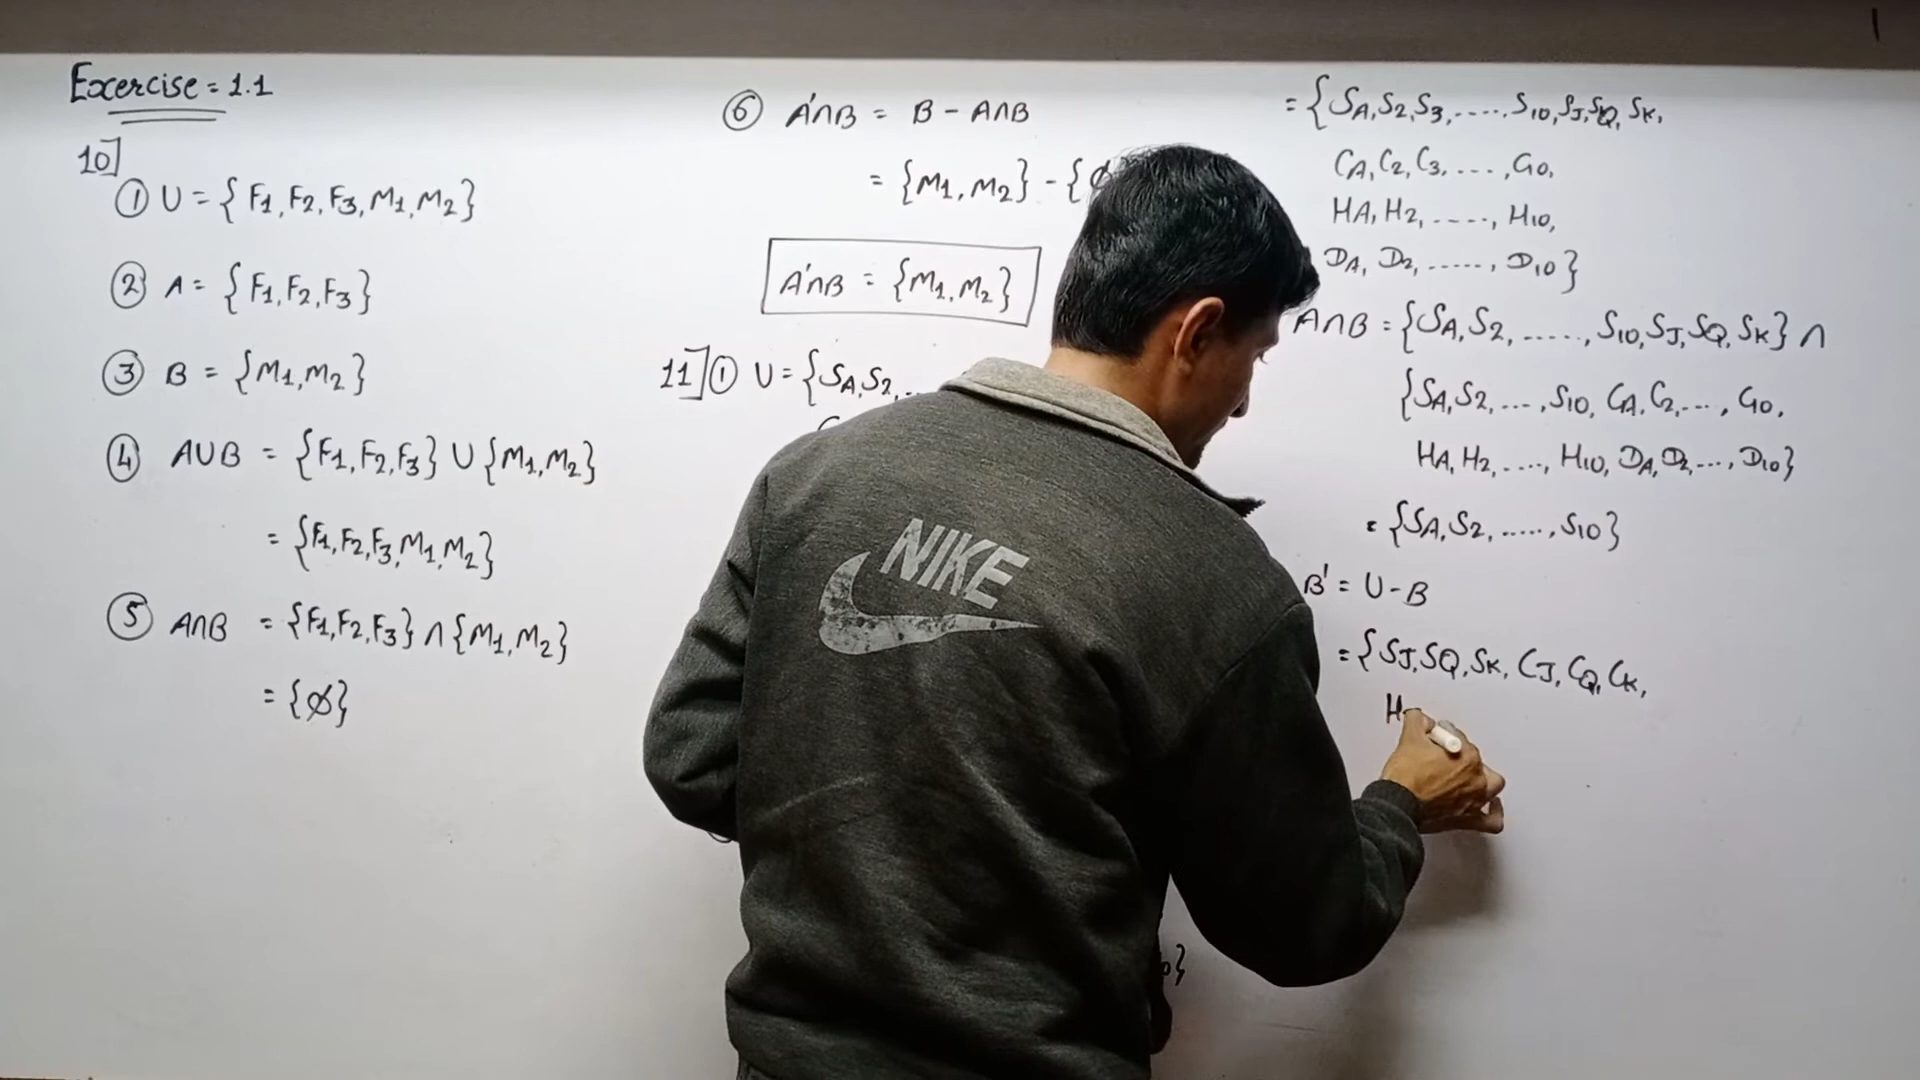 Excercise = 1.1
10]
① U = { F1, F2, F3, M1, M2 }
② A = { F1, F2, F3 }
③ B = { M1, M2 }
④ A∪B = {F1, F2, F3} ∪ {M1, M2}
= {F1, F2, F3, M1, M2}
⑤ A∩B = {F1, F2, F3} ∩ {M1, M2}
= {ϕ}
⑥ A'∩B = B - A∩B
= {M1, M2} - {ϕ
A'∩B = {M1, M2}
11] ① U = {SA, S2, ..
NIKE
}
= {SA, S2, S3, ....., S10, SJ, SQ, SK,
CA, C2, C3, ...., C10,
HA, H2, ....., H10,
DA, D2, ......, D10}
A∩B = {SA, S2, ......, S10, SJ, SQ, SK} ∩
{SA, S2, ...., S10, CA, C2, ..., C10,
HA, H2, ....., H10, DA, D2, ...., D10}
= {SA, S2, ....., S10}
B' = U - B
= {SJ, SQ, SK, CJ, CQ, CK,
H